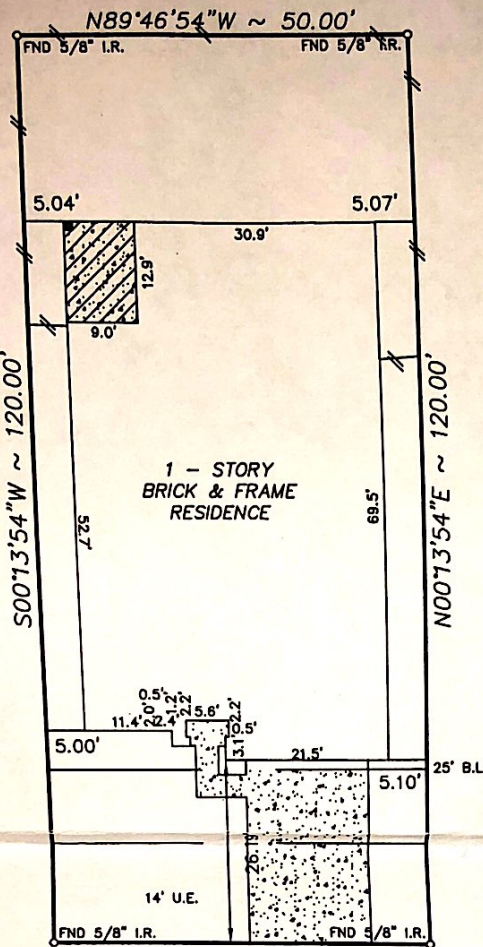 N89°46'54"W ~ 50.00'
FND 5/8" I.R.
FND 5/8" I.R.
5.04'
5.07'
30.9'
12.9'
9.0'
S00°13'54"W ~ 120.00'
N00°13'54"E ~ 120.00'
1 - STORY
BRICK & FRAME
RESIDENCE
52.7'
69.5'
0.5'
1.2'
2.2'
5.6'
2.2'
11.4'
2.0'
2.4'
0.5'
3.1'
21.5'
5.00'
5.10'
25' B.L.
14' U.E.
FND 5/8" I.R.
FND 5/8" I.R.